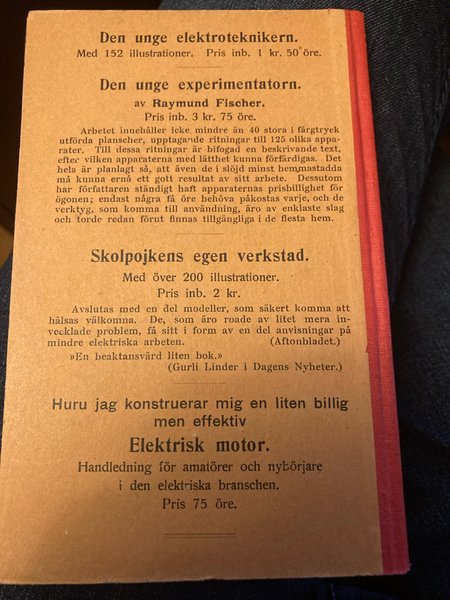 Den unge elektroteknikern.
Med 152 illustrationer. Pris inb. 1 kr. 50 öre.
Den unge experimentatorn.
av Raymund Fischer.
Pris inb. 3 kr. 75 öre.
Arbetet innehåller icke mindre än 40 stora i färgtryck
utförda planscher, upptagande ritningar till 125 olika appa-
rater. Till dessa ritningar är bifogad en beskrivande text,
efter vilken apparaterna med lätthet kunna förfärdigas. Det
hela är planlagt så, att även de i slöjd minst hemmastadda
må kunna ernå ett gott resultat av sitt arbete. Dessutom
har författaren ständigt haft apparaternas prisbillighet för
ögonen; endast några få öre behöva påkostas varje, och de
verktyg, som komma till användning, äro av enklaste slag
och torde redan förut finnas tillgängliga i de flesta hem.
Skolpojkens egen verkstad.
Med över 200 illustrationer.
Pris inb. 2 kr.
Avslutas med en del modeller, som säkert komma att
hälsas välkomna. De, som äro roade av litet mera in-
vecklade problem, få sitt i form av en del anvisningar på
mindre elektriska arbeten. (Aftonbladet.)
»En beaktansvärd liten bok.»
(Gurli Linder i Dagens Nyheter.)
Huru jag konstruerar mig en liten billig
men effektiv
Elektrisk motor.
Handledning för amatörer och nybörjare
i den elektriska branschen.
Pris 75 öre.